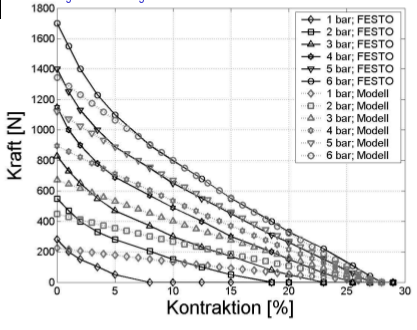 Kraft [N]
1800
1600
1400
1200
1000
800
600
400
200
0
0
5
10
15
20
25
30
Kontraktion [%]
1 bar; FESTO
2 bar; FESTO
3 bar; FESTO
4 bar; FESTO
5 bar; FESTO
6 bar; FESTO
1 bar; Modell
2 bar; Modell
3 bar; Modell
4 bar; Modell
5 bar; Modell
6 bar; Modell